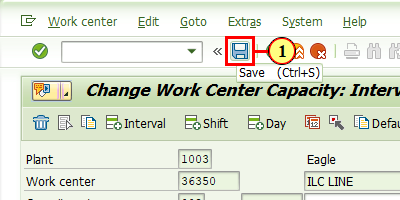 Work center Edit Goto Extras System Help
« 1
Save (Ctrl+S)
Change Work Center Capacity: Interv
Interval Shift Day Defau
Plant 1003 Eagle
Work center 36350 ILC LINE